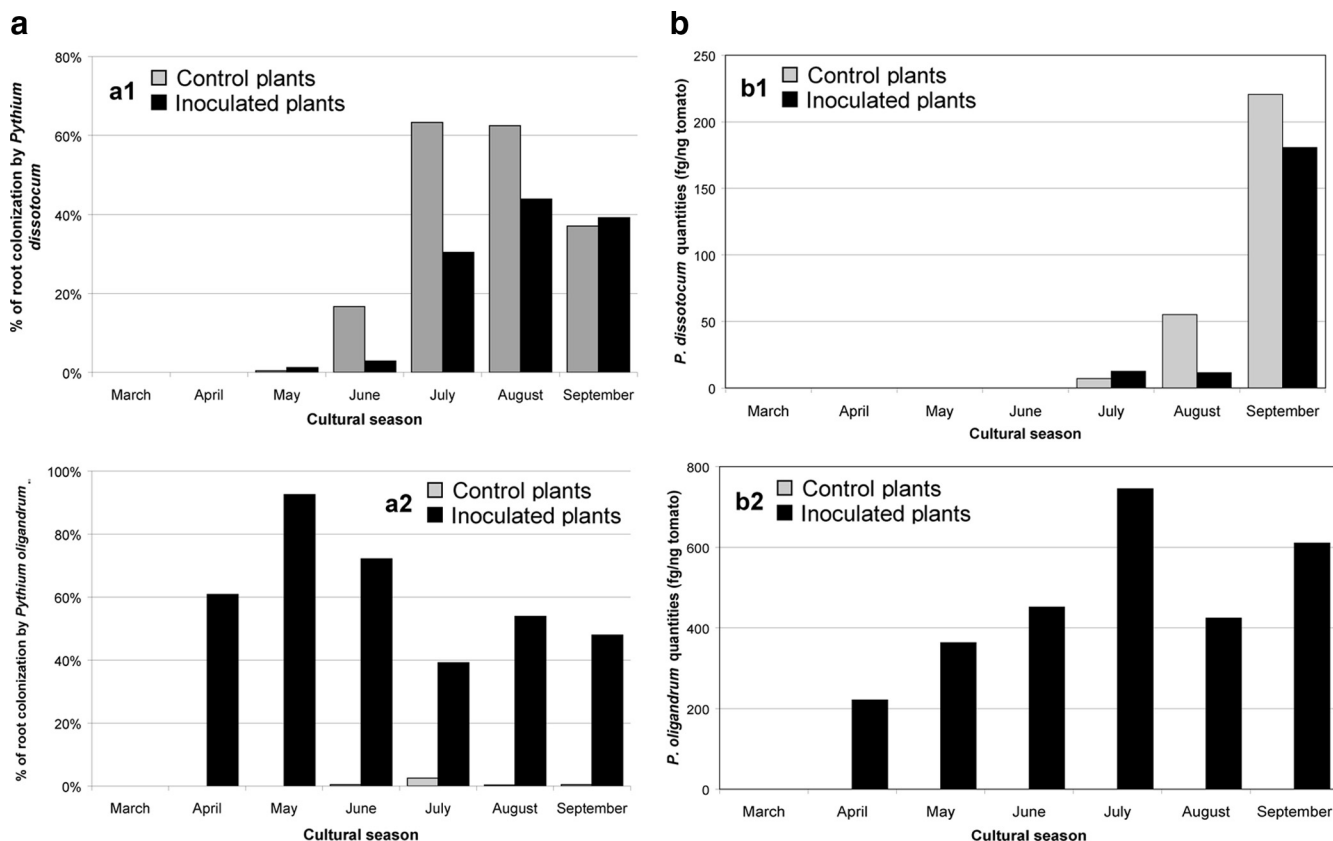 a
80%
60%
40%
20%
0%
% of root colonization by Pythium
dissotocum
a1
Control plants
Inoculated plants
March April May June July August September
Cultural season
b
250
200
150
100
50
0
P. dissotocum quantities (fg/ng tomato)
b1
Control plants
Inoculated plants
March April May June July August September
Cultural season
100%
80%
60%
40%
20%
0%
% of root colonization by Pythium oligandrum
a2
Control plants
Inoculated plants
March April May June July August September
Cultural season
800
600
400
200
0
P. oligandrum quantities (fg/ng tomato)
b2
Control plants
Inoculated plants
March April May June July August September
Cultural season